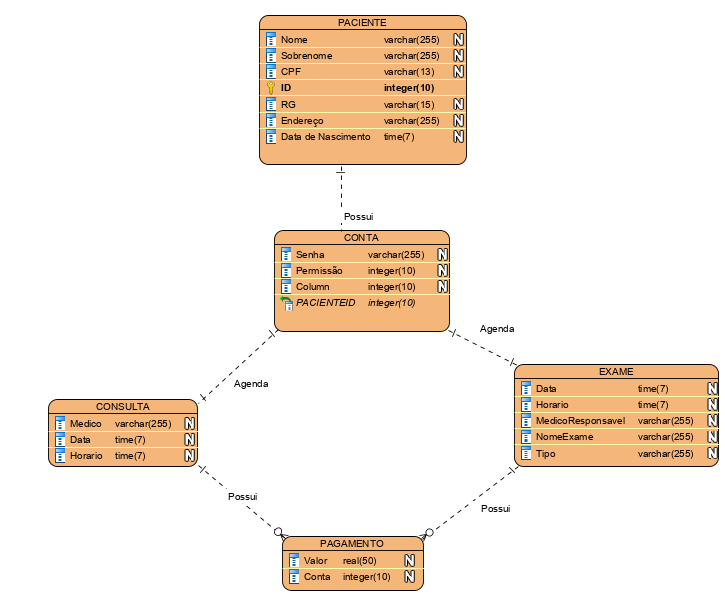 PACIENTE
Nome varchar(255) N
Sobrenome varchar(255) N
CPF varchar(13) N
ID integer(10)
RG varchar(15) N
Endereço varchar(255) N
Data de Nascimento time(7) N
Possui
CONTA
Senha varchar(255) N
Permissão integer(10) N
Column integer(10) N
PACIENTEID integer(10)
Agenda
Agenda
EXAME
Data time(7) N
Horario time(7) N
MedicoResponsavel varchar(255) N
NomeExame varchar(255) N
Tipo varchar(255) N
CONSULTA
Medico varchar(255) N
Data time(7) N
Horario time(7) N
Possui
Possui
PAGAMENTO
Valor real(50) N
Conta integer(10) N